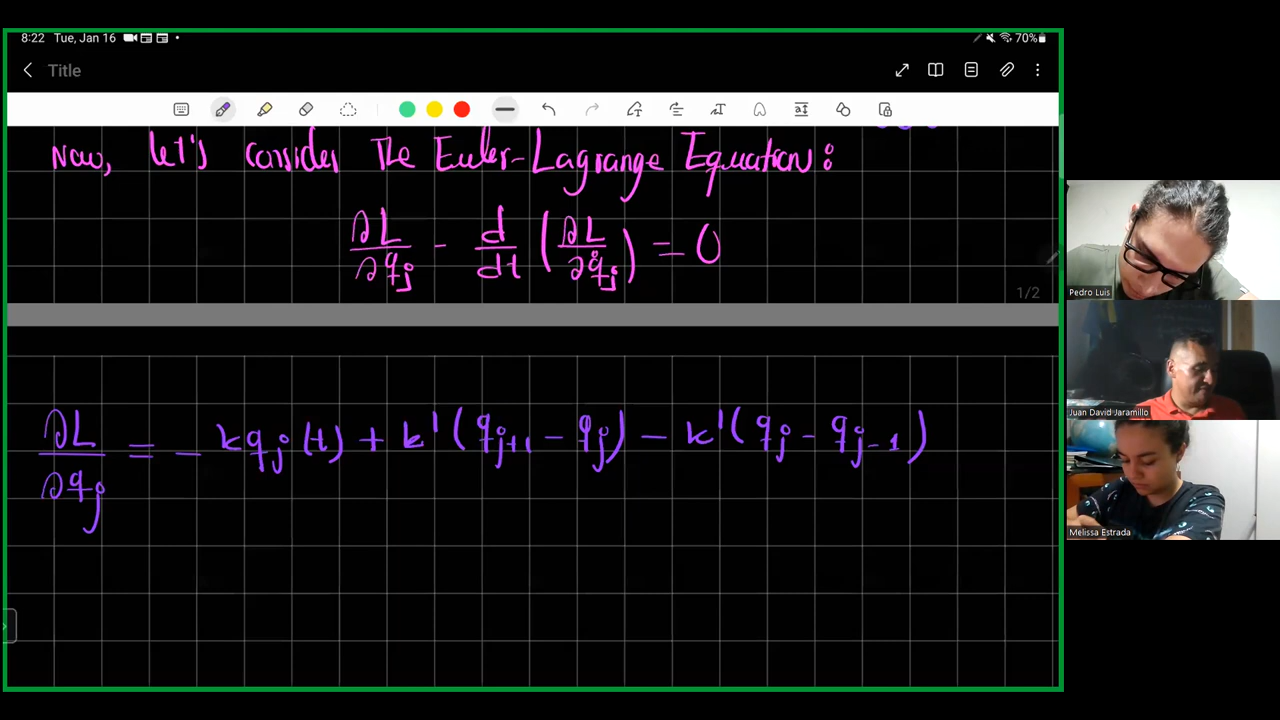 8:22 Tue, Jan 16
70%
Title
Now, let's consider the Euler-Lagrange Equation:
∂L/∂q_j - d/dt (∂L/∂q̇_j) = 0
1/2
∂L/∂q_j = - kq_j(t) + k'(q_{j+1} - q_j) - k'(q_j - q_{j-1})
Pedro Luis
Juan David Jaramillo
Melissa Estrada